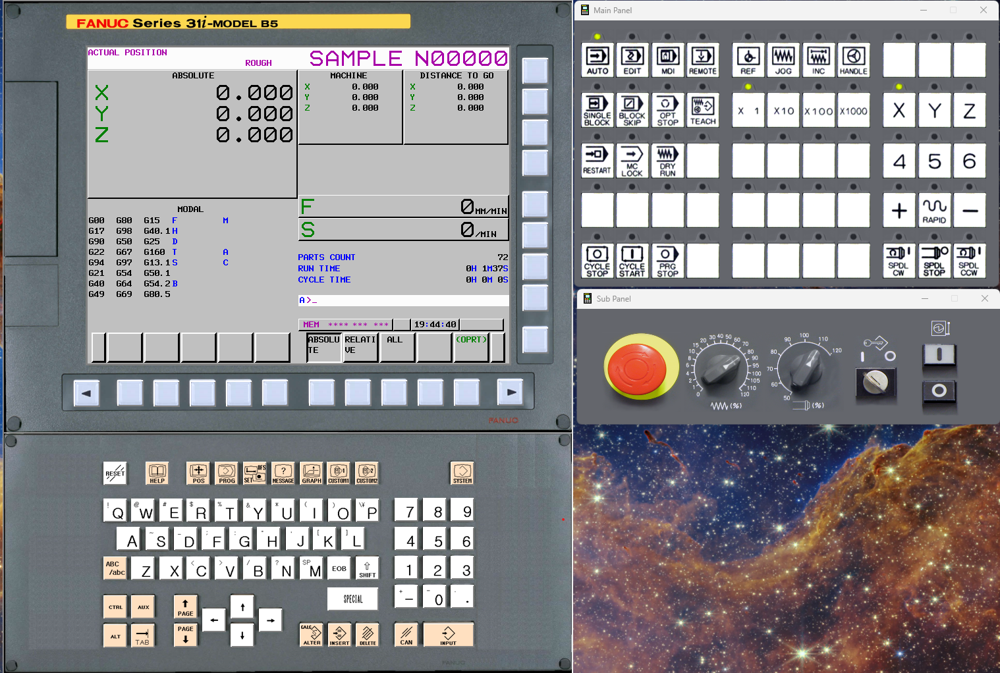 FANUC Series 31i-MODEL B5
ACTUAL POSITION
ROUGH
SAMPLE N00000
ABSOLUTE
X 0.000
Y 0.000
Z 0.000
MACHINE
X 0.000
Y 0.000
Z 0.000
DISTANCE TO GO
X 0.000
Y 0.000
Z 0.000
F 0 MM/MIN
S 0 /MIN
MODAL
G00 G80 G15 F M
G17 G98 G40.1 H
G90 G50 G25 D
G22 G67 G160 T A
G94 G97 G13.1 S C
G21 G54 G50.1
G40 G64 G54.2 B
G49 G69 G80.5
PARTS COUNT 72
RUN TIME 0H 1M37S
CYCLE TIME 0H 0M 0S
A>_
MEM **** *** *** 19:44:40
ABSOLU
TE
RELATI
VE
ALL
(OPRT)
FANUC
RESET
HELP
POS
PROG
OFS
SET
?
MESSAGE
GRAPH
1
CUSTOM1
2
CUSTOM2
SYSTEM
! Q @ W # E $ R % T & Y * U ( I ) O \¥ P 7 8 9
A ~ S _ D ; F : G " H ' J [ K ] L 4 5 6
ABC
/abc
Z X < C > V / B ? N SP M EOB
SHIFT
1 2 3
SPECIAL
+ - = 0 . .
CTRL AUX PAGE
ALT TAB PAGE
CALC
ALTER INSERT DELETE CAN INPUT
FANUC
Main Panel
AUTO EDIT MDI REMOTE REF JOG INC HANDLE
SINGLE
BLOCK
BLOCK
SKIP
OPT
STOP
TEACH
X 1 X10 X100 X1000 X Y Z
RESTART
MC
LOCK
DRY
RUN
4 5 6
+ RAPID −
CYCLE
STOP
CYCLE
START
PRG
STOP
SPDL
CW
SPDL
STOP
SPDL
CCW
Sub Panel
0 1 2 4 6 8 10 15 20 30 40 50 60 70 80 90 95 100 105 110 120
(%)
50 60 70 80 90 100 110 120
(%)